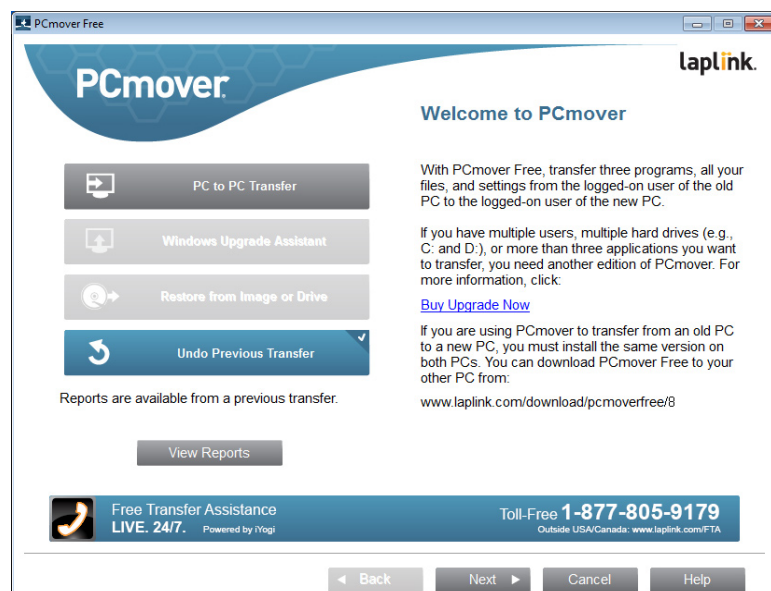 PCmover Free
PCmover.
laplink.
Welcome to PCmover
PC to PC Transfer
Windows Upgrade Assistant
Restore from Image or Drive
Undo Previous Transfer
Reports are available from a previous transfer.
View Reports
With PCmover Free, transfer three programs, all your
files, and settings from the logged-on user of the old
PC to the logged-on user of the new PC.
If you have multiple users, multiple hard drives (e.g.,
C: and D:), or more than three applications you want
to transfer, you need another edition of PCmover. For
more information, click:
Buy Upgrade Now
If you are using PCmover to transfer from an old PC
to a new PC, you must install the same version on
both PCs. You can download PCmover Free to your
other PC from:
www.laplink.com/download/pcmoverfree/8
Free Transfer Assistance
LIVE. 24/7. Powered by iYogi
Toll-Free 1-877-805-9179
Outside USA/Canada: www.laplink.com/FTA
Back
Next
Cancel
Help